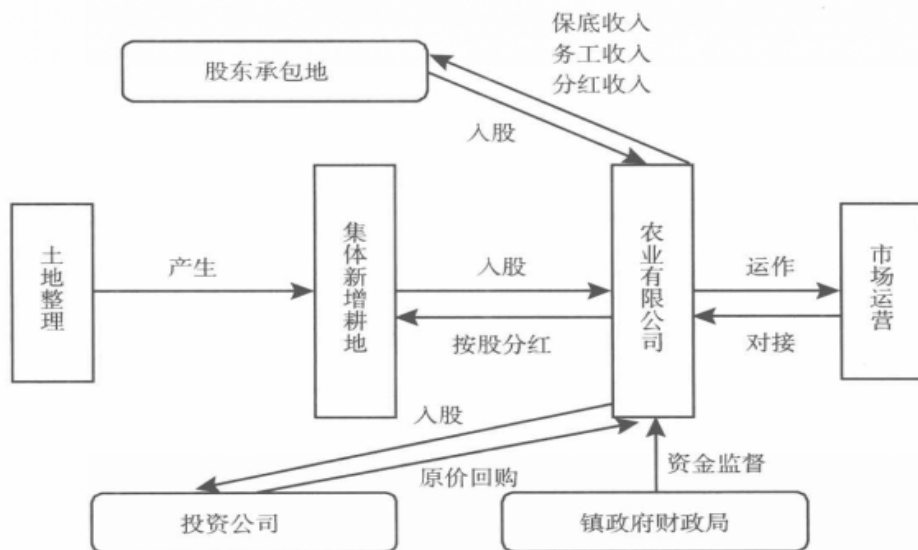 保底收入
务工收入
分红收入
股东承包地
入股
土地整理
产生
集体新增耕地
入股
按股分红
农业有限公司
运作
对接
市场运营
入股
原价回购
资金监督
投资公司
镇政府财政局